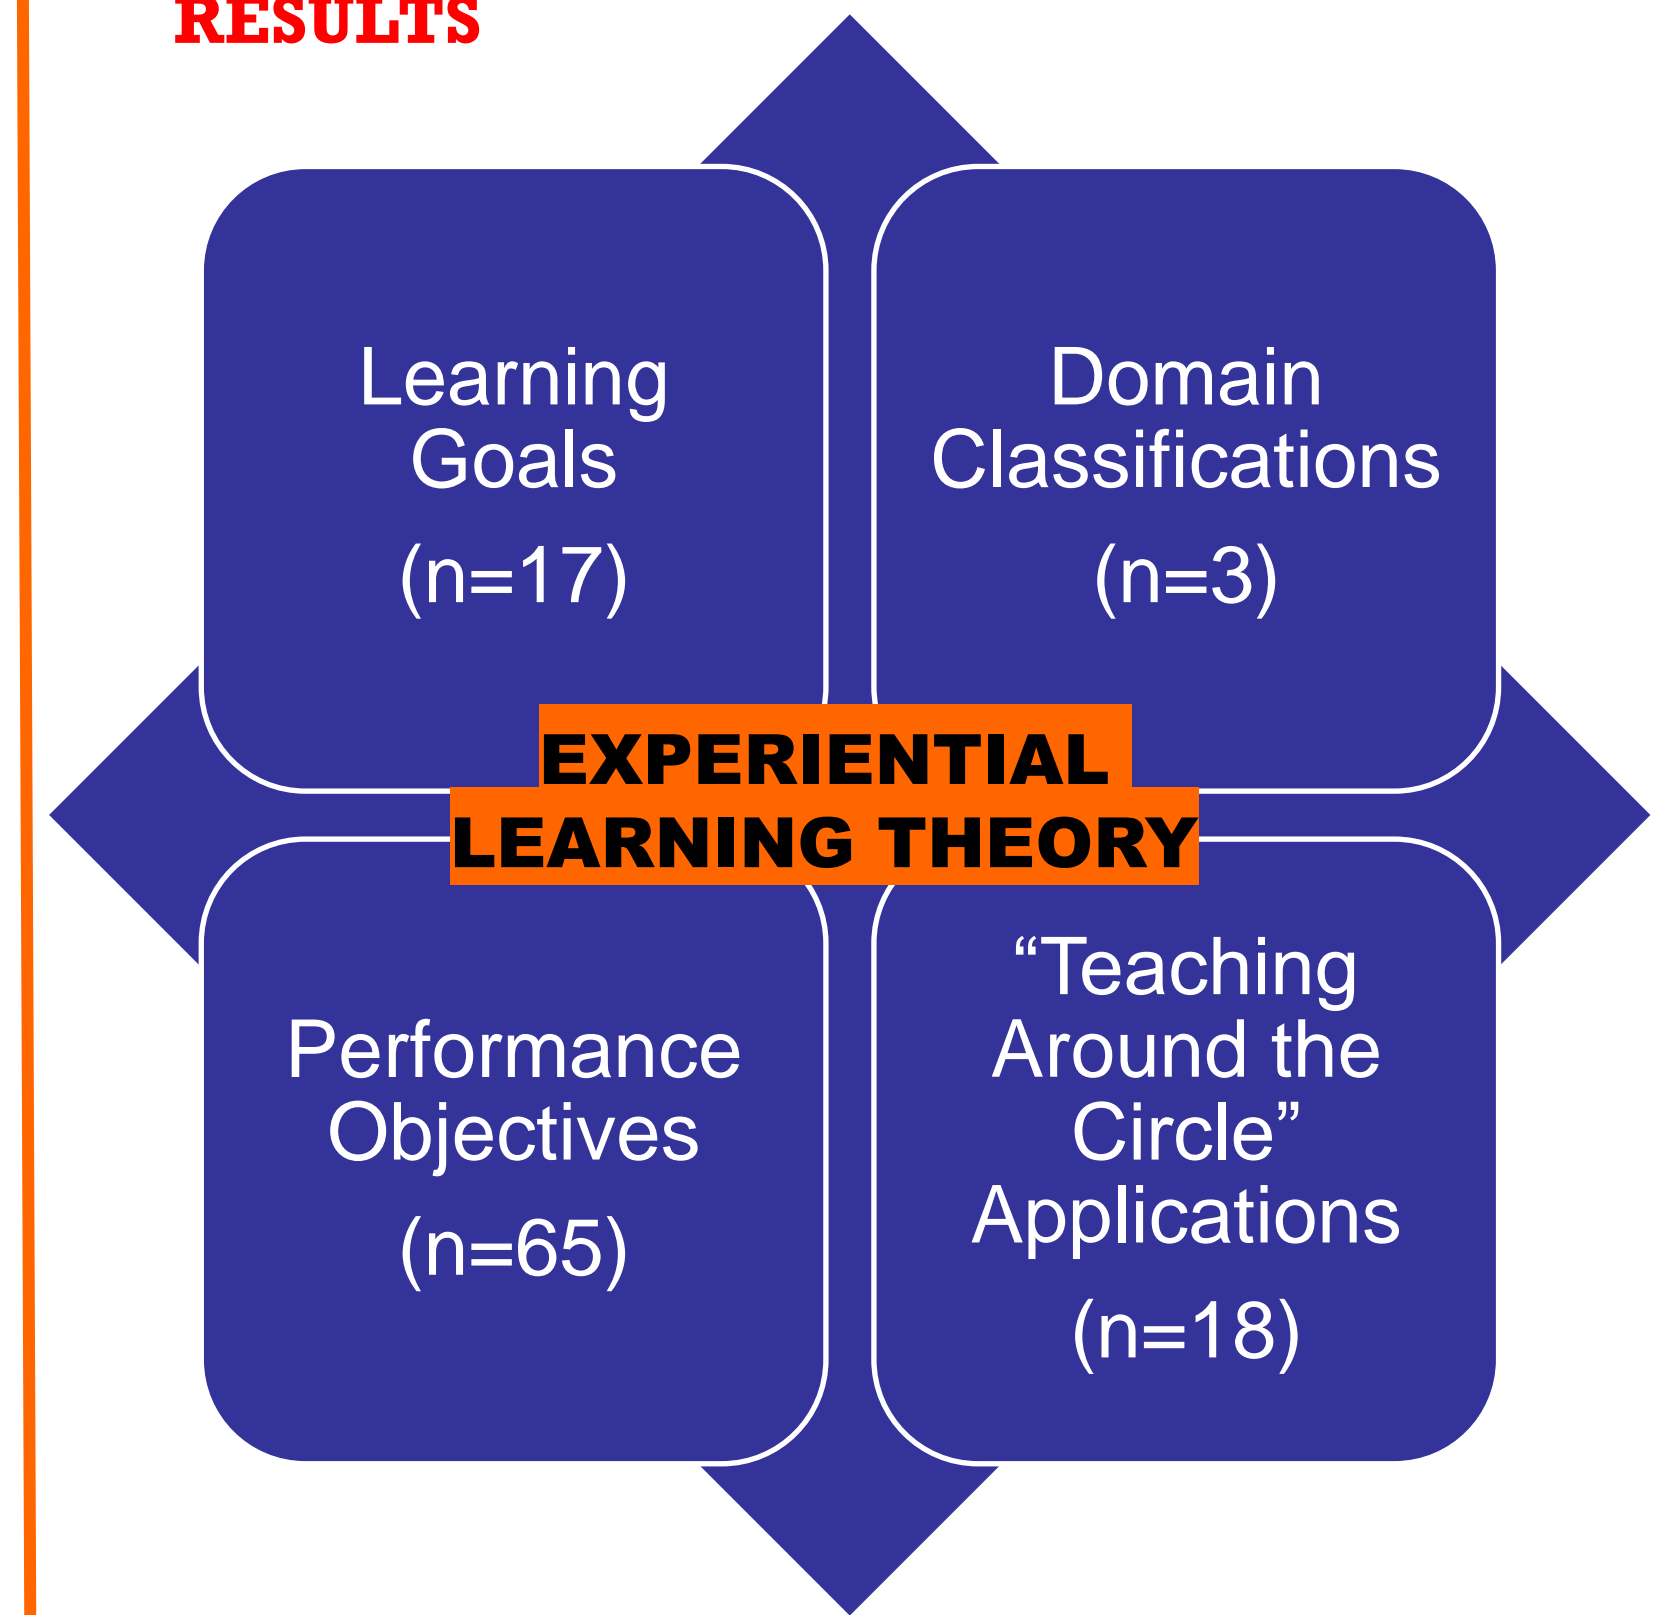 RESULTS
Learning
Goals
(n=17)
Domain
Classifications
(n=3)
EXPERIENTIAL
LEARNING THEORY
Performance
Objectives
(n=65)
“Teaching
Around the
Circle”
Applications
(n=18)